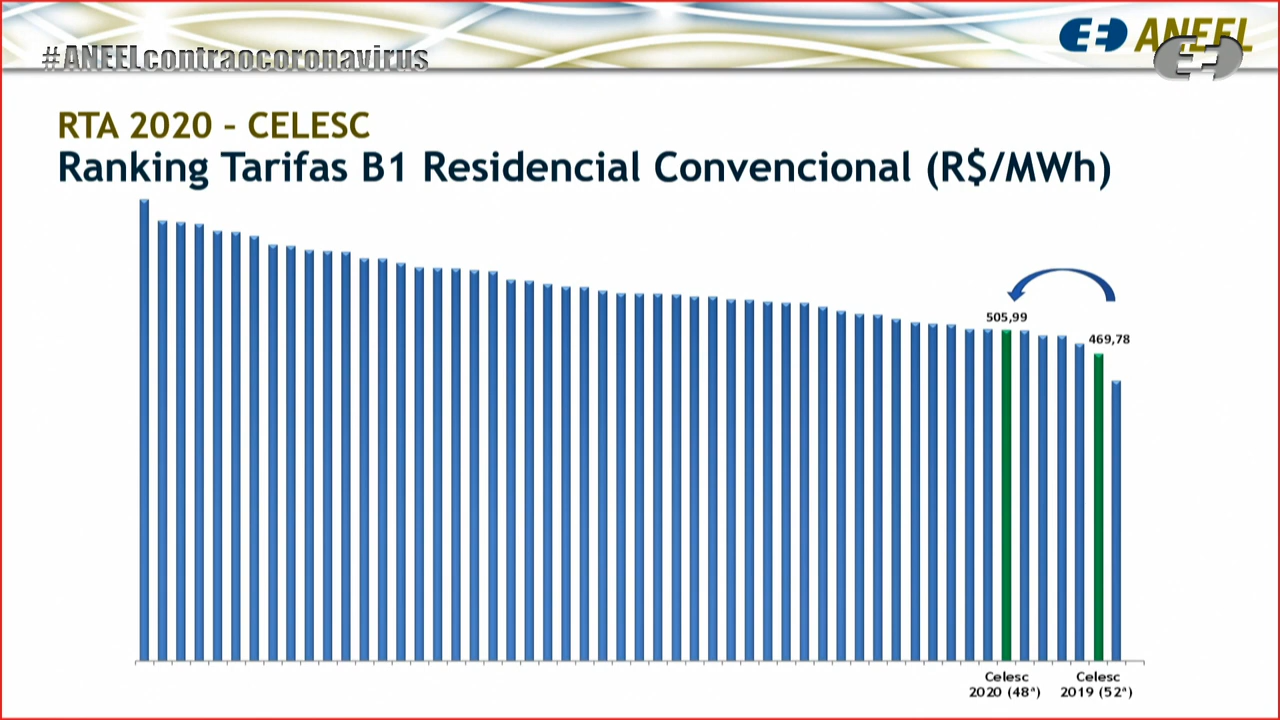 #ANEELcontraocoronavirus
ANEEL
RTA 2020 – CELESC
Ranking Tarifas B1 Residencial Convencional (R$/MWh)
505,99
469,78
Celesc
2020 (48ª)
Celesc
2019 (52ª)